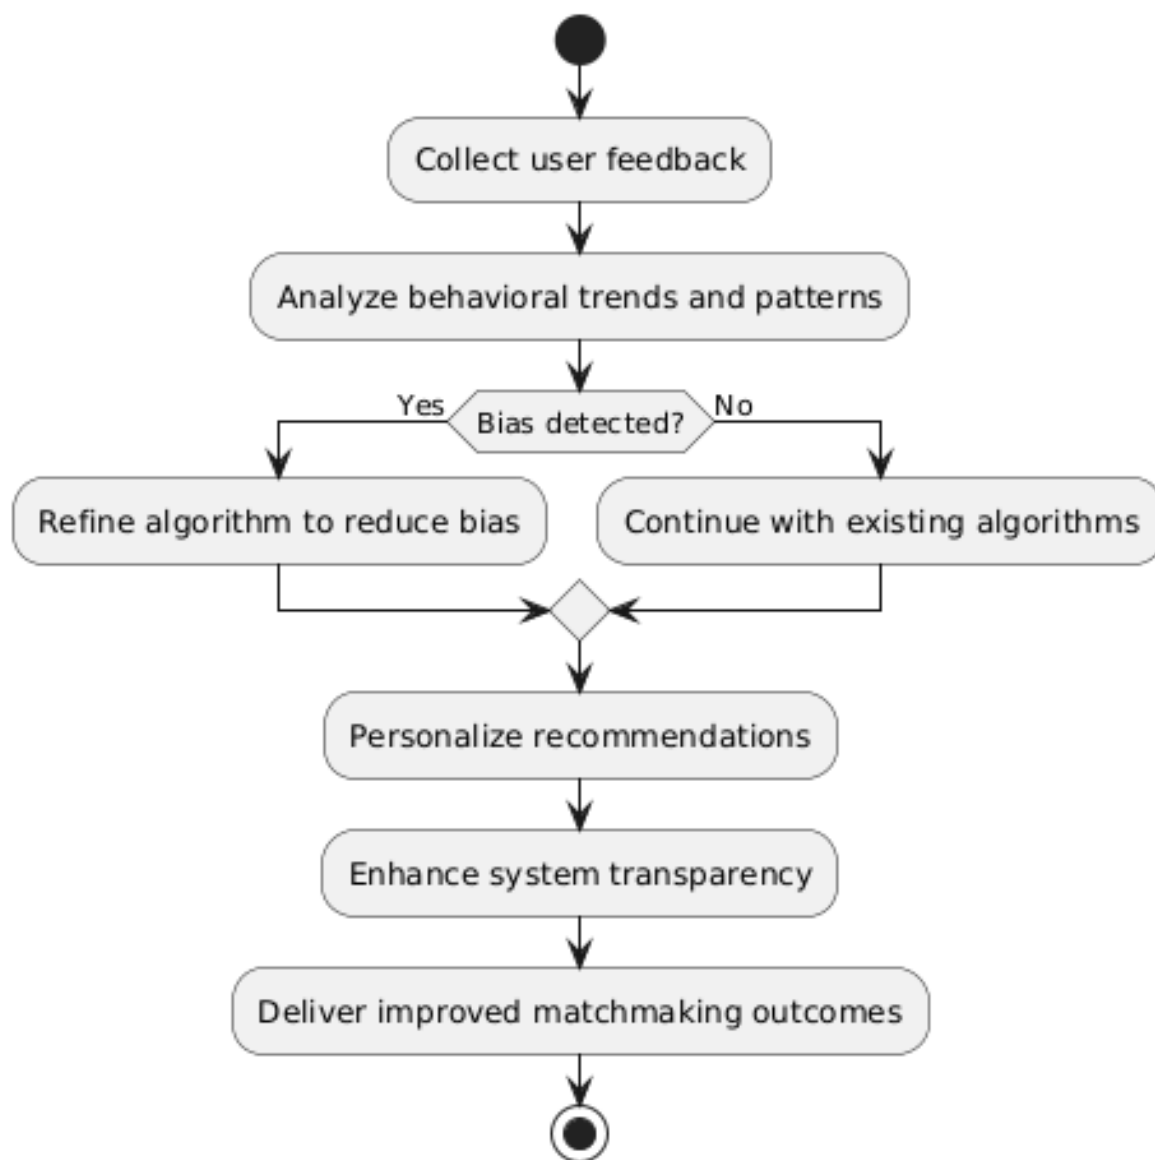 Collect user feedback
Analyze behavioral trends and patterns
Yes
Bias detected?
No
Refine algorithm to reduce bias
Continue with existing algorithms
Personalize recommendations
Enhance system transparency
Deliver improved matchmaking outcomes